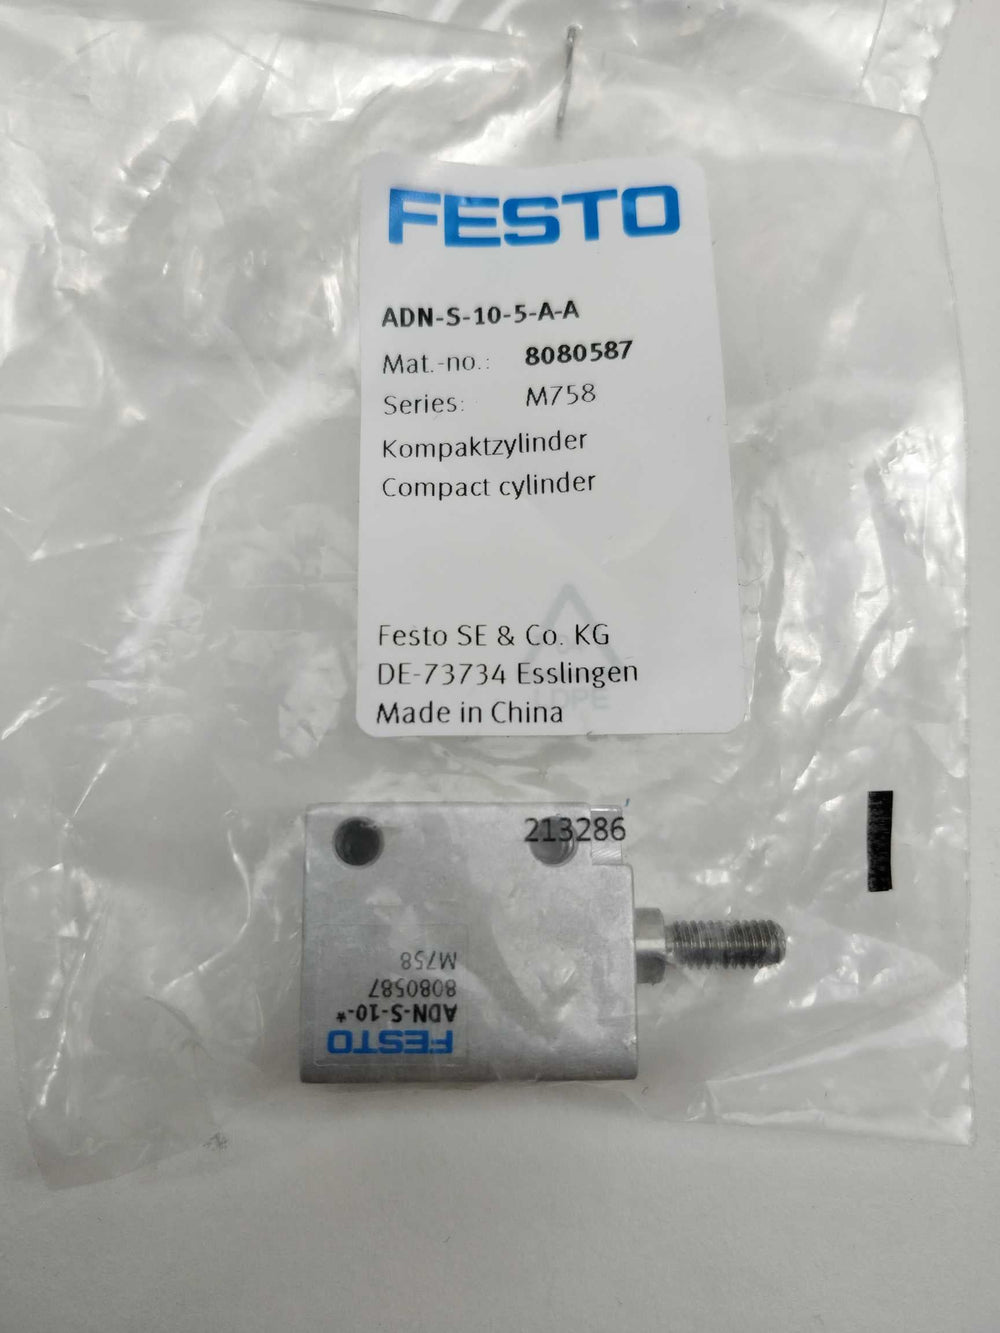 FESTO
ADN-S-10-5-A-A
Mat.-no.: 8080587
Series: M758
Kompaktzylinder
Compact cylinder
Festo SE & Co. KG
DE-73734 Esslingen
Made in China
213286
FESTO
ADN-S-10-*
8080587
M758